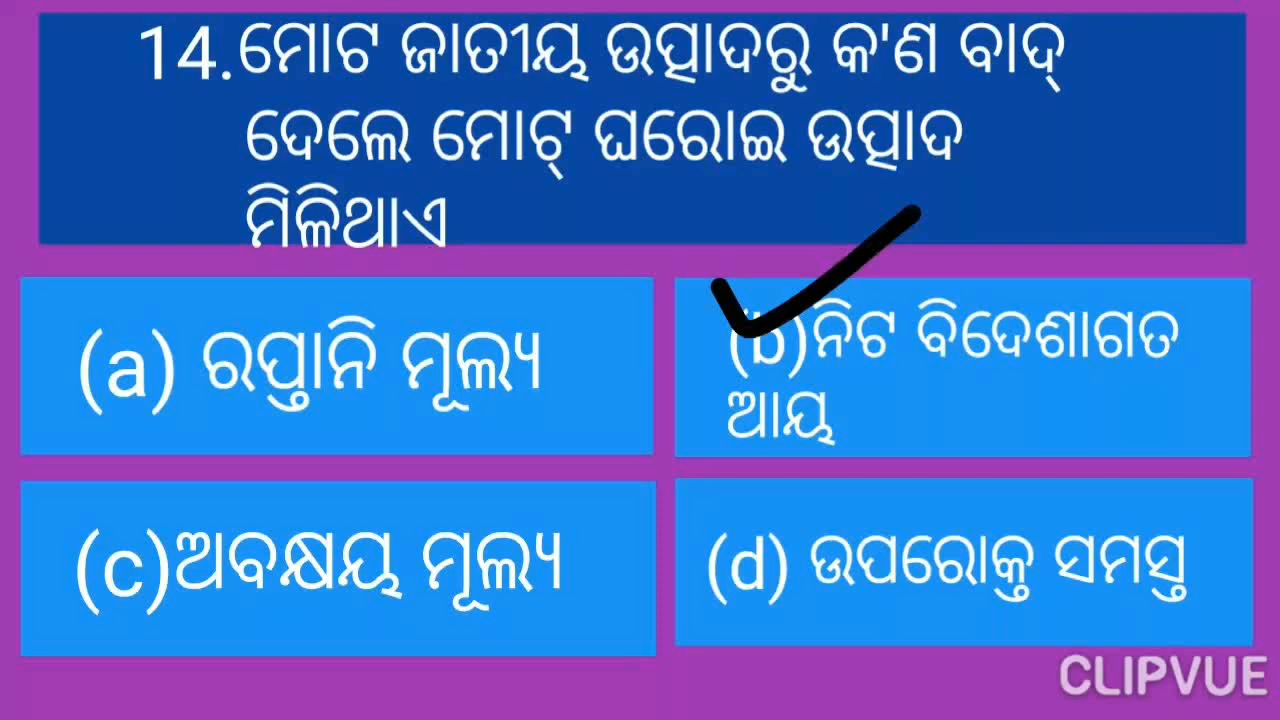 14.ମୋଟ ଜାତୀୟ ଉତ୍ପାଦରୁ କ'ଣ ବାଦ୍
ଦେଲେ ମୋଟ୍ ଘରୋଇ ଉତ୍ପାଦ
ମିଳିଥାଏ
(a) ରପ୍ତାନି ମୂଲ୍ୟ
(b)ନିଟ ବିଦେଶାଗତ
ଆୟ
(c)ଅବକ୍ଷୟ ମୂଲ୍ୟ
(d) ଉପରୋକ୍ତ ସମସ୍ତ
CLIPVUE